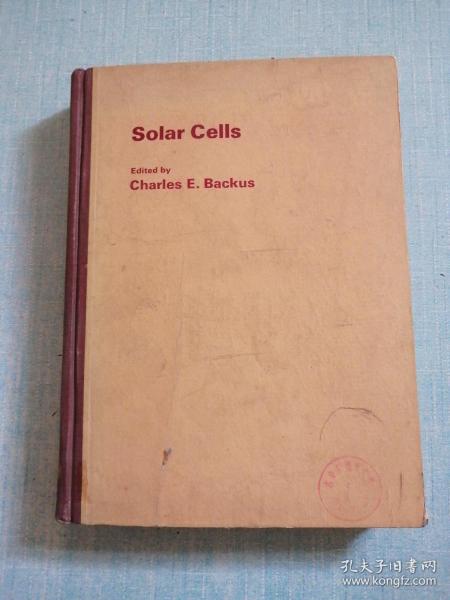 Solar Cells
Edited by
Charles E. Backus
孔夫子旧书网
www.kongfz.com